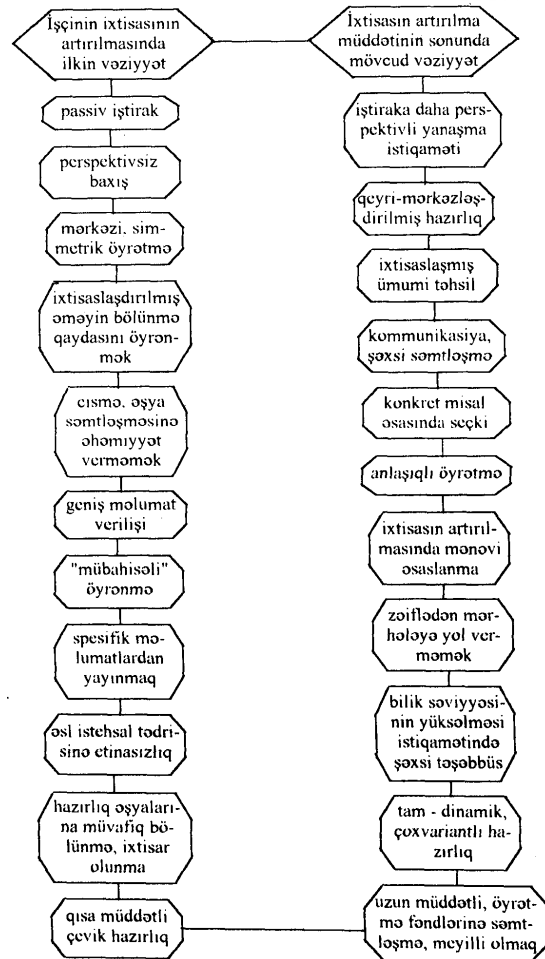 İşçinin ixtisasının
artırılmasında
ilkin vəziyyət
passiv iştirak
perspektivsiz
baxış
mərkəzi. sim-
metrik öyrətmə
ixtisaslaşdırılmış
əməyin bölünmə
qaydasını öyrən-
mək
cismə. əşya
səmtləşməsinə
əhəmiyyət
verməmək
geniş məlumat
verilişi
"mübahisəli"
öyrənmə
spesifik mə-
lumatlardan
yayınmaq
əsl istehsal tədri-
sinə etinasızlıq
hazırlıq əşyaları-
na müvafiq bö-
lünmə, ixtisar
olunma
qısa müddətli
çevik hazırlıq
İxtisasın artırılma
müddətinin sonunda
mövcud vəziyyət
iştiraka daha pers-
pektivli yanaşma
istiqaməti
qeyri-mərkəzləş-
dirilmiş hazırlıq
ixtisaslaşmış
ümumi təhsil
kommunikasiya,
şəxsi səmtləşmə
konkret misal
əsasında seçki
anlaşıqlı öyrətmə
ixtisasın artırıl-
masında mənəvi
əsaslanma
zəiflədən mər-
hələyə yol ver-
məmək
bilik səviyyəsi-
nin yüksəlməsi
istiqamətində
şəxsi təşəbbüs
tam - dinamik,
çoxvariantlı ha-
zırlıq
uzun müddətli, öyrət-
mə fəndlərinə səmt-
ləşmə, meyilli olmaq